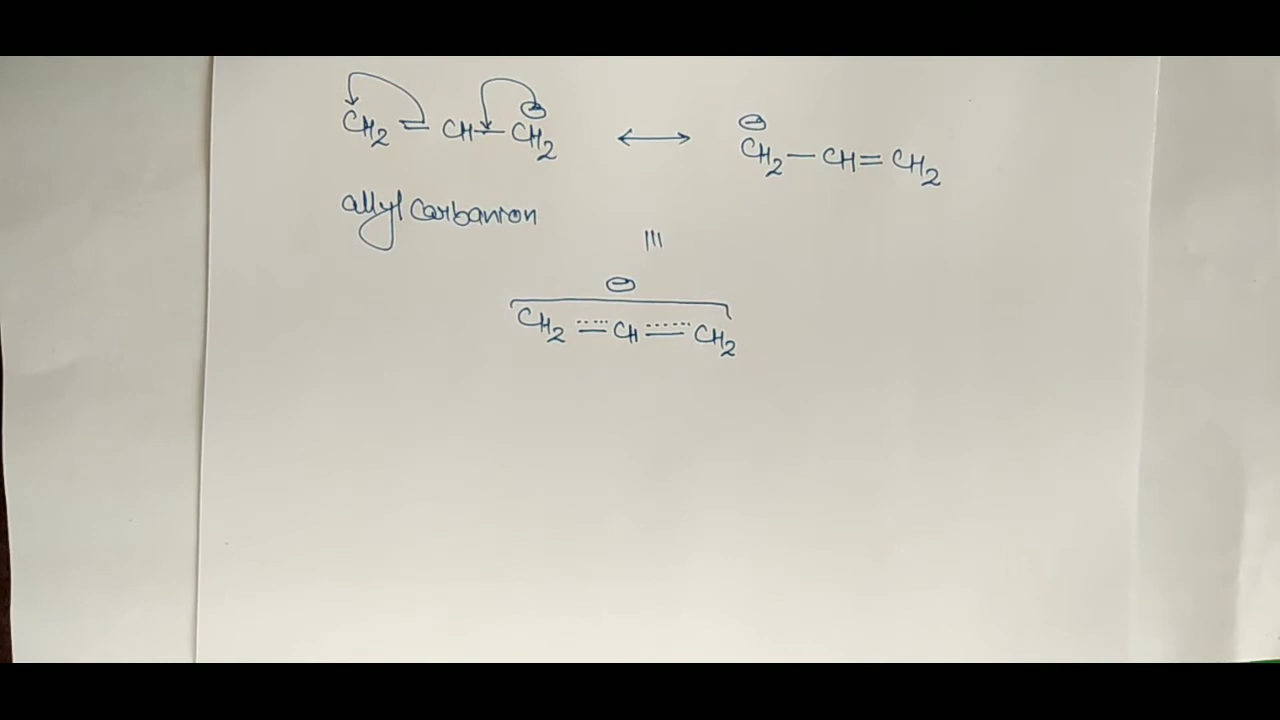 CH₂ = CH – CH₂⊖ ⟷ ⊖CH₂ – CH = CH₂
allyl carbanion
|||
⊖
CH₂ ⋯= CH ⋯= CH₂